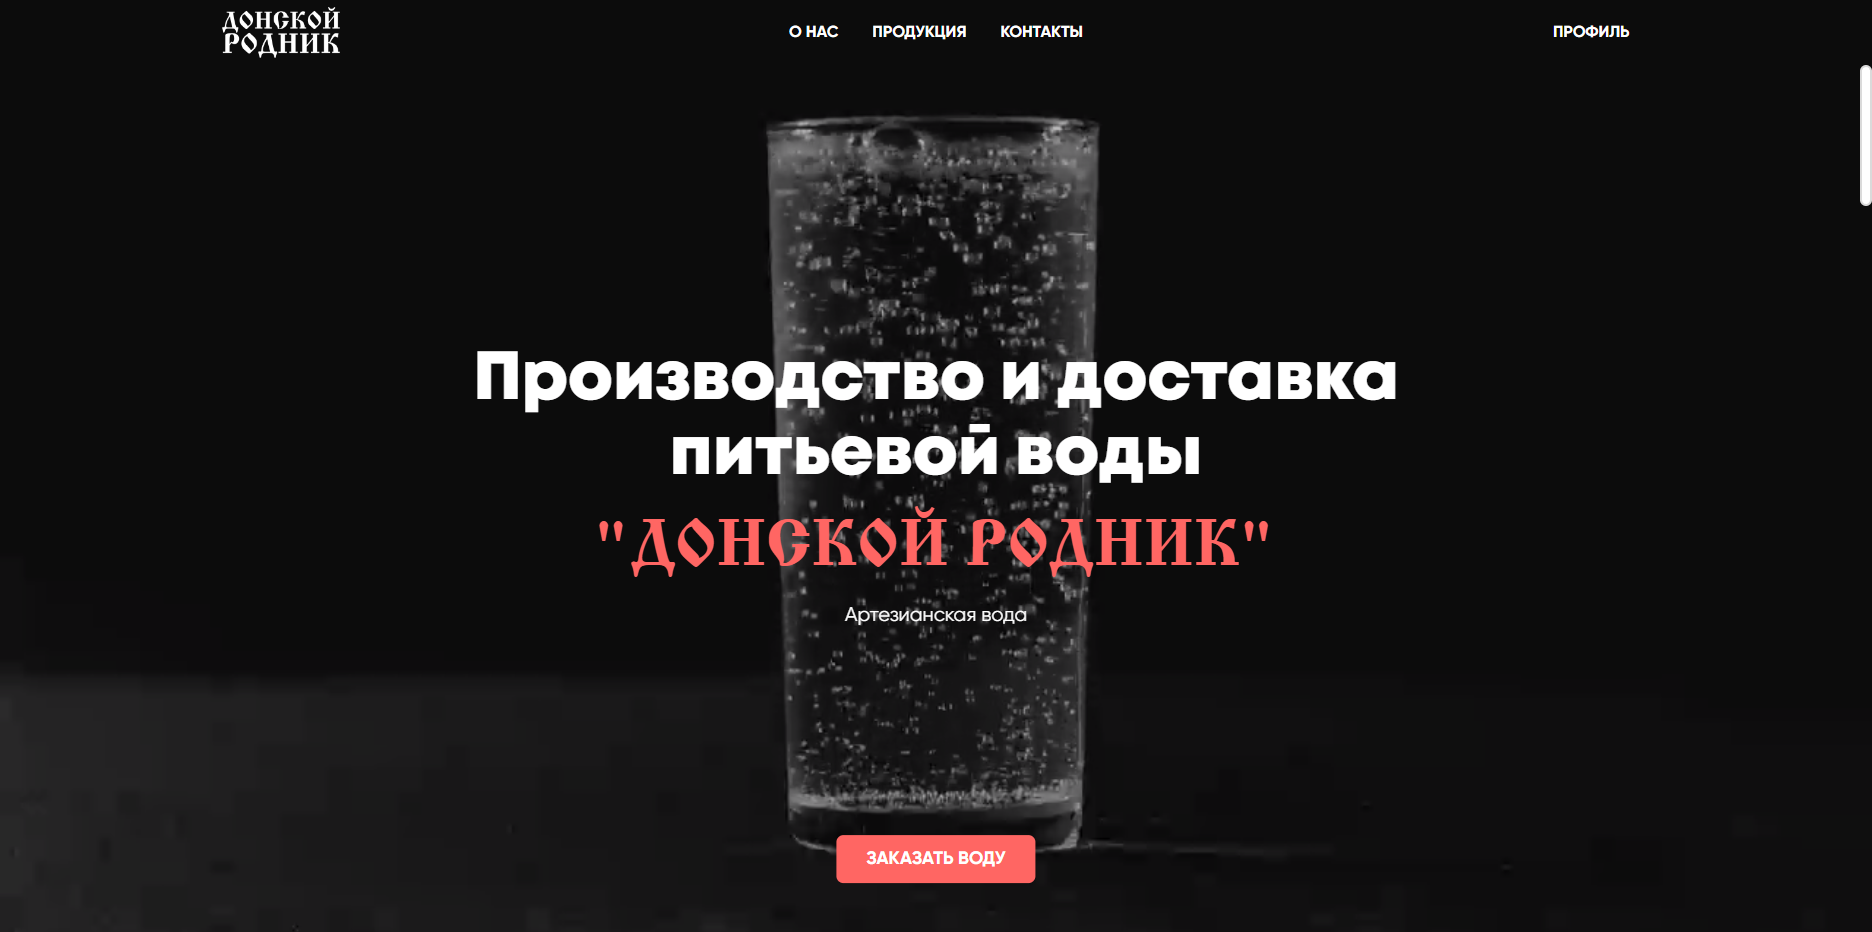 ДОНСКОЙ
РОДНИК
О НАС ПРОДУКЦИЯ КОНТАКТЫ ПРОФИЛЬ
Производство и доставка
питьевой воды
"ДОНСКОЙ РОДНИК"
Артезианская вода
ЗАКАЗАТЬ ВОДУ